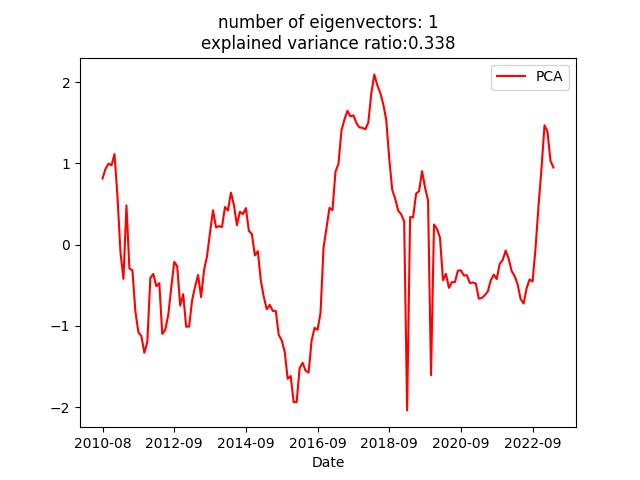 number of eigenvectors: 1
explained variance ratio:0.338
PCA
2
1
0
−1
−2
2010-08 2012-09 2014-09 2016-09 2018-09 2020-09 2022-09
Date